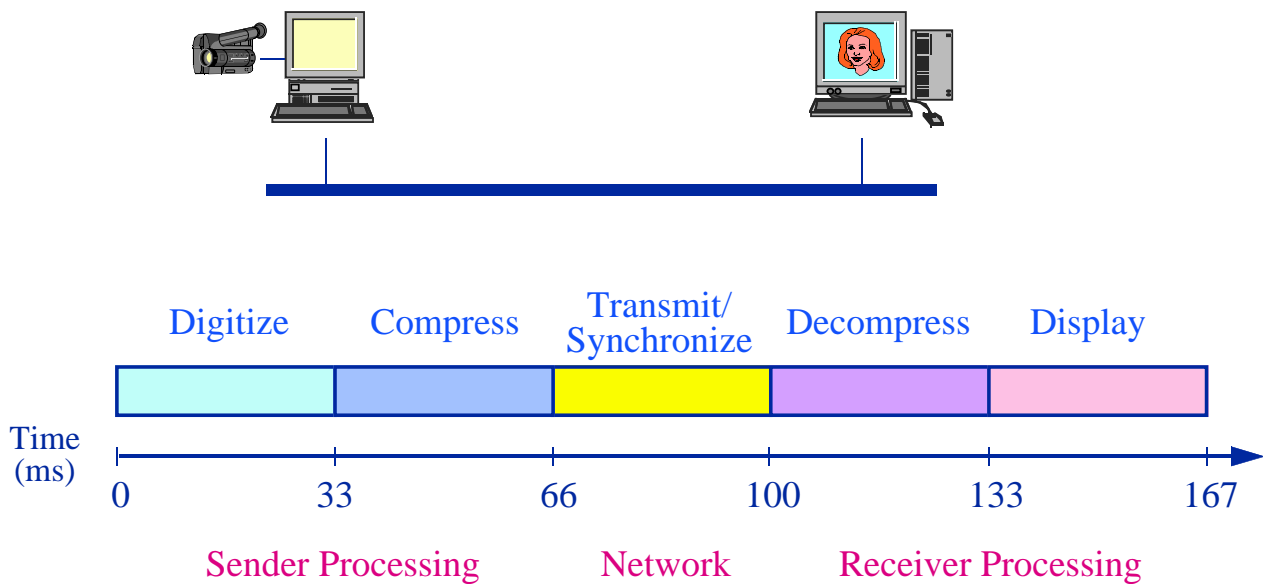 Digitize
Compress
Transmit/
Synchronize
Decompress
Display
Time
(ms)
0 33 66 100 133 167
Sender Processing Network Receiver Processing